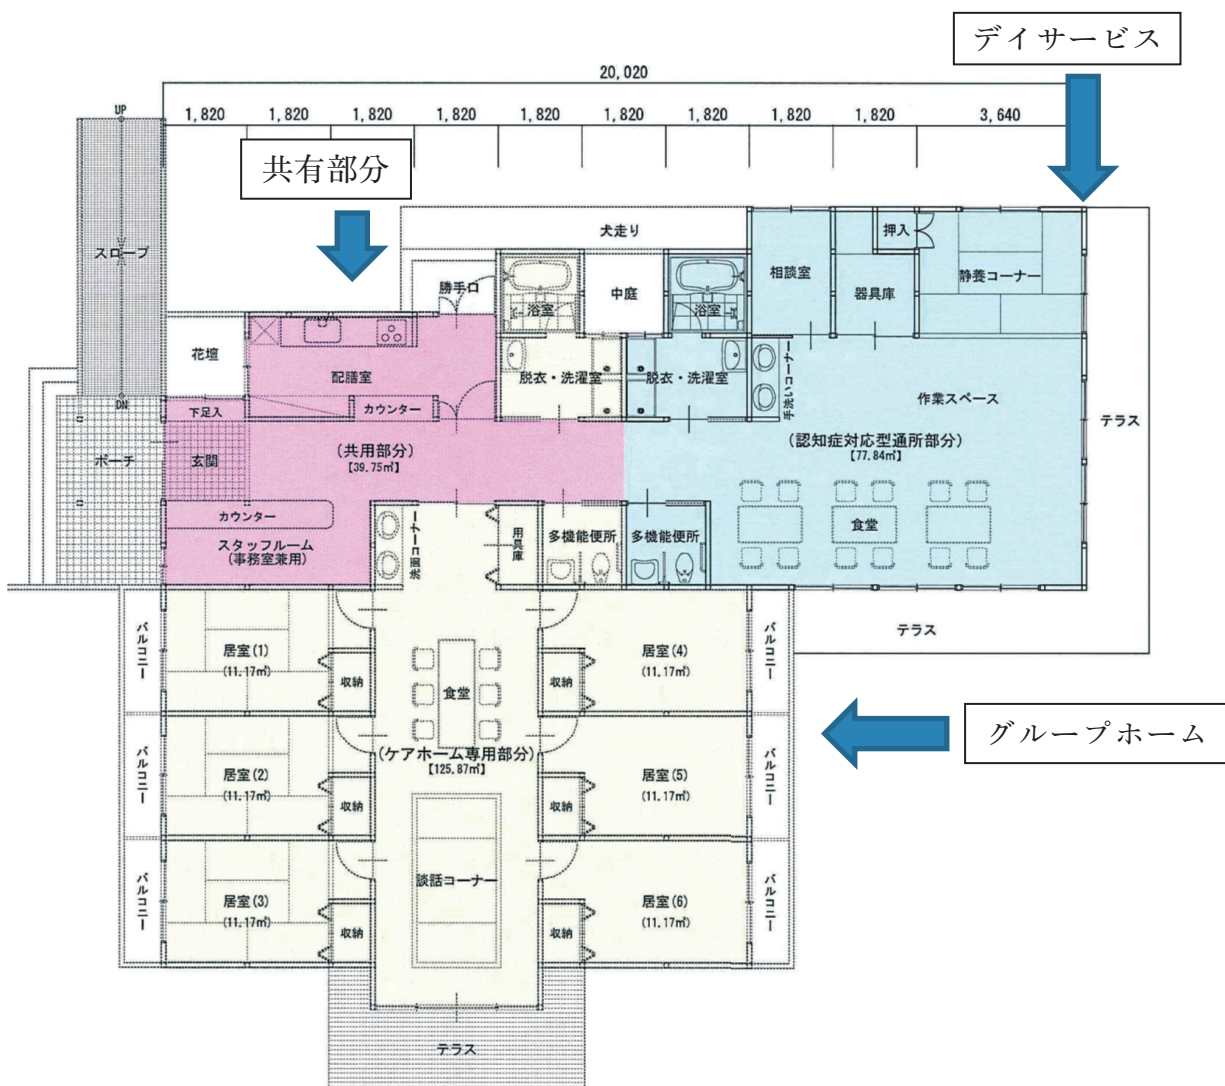 デイサービス
20,020
1,820 1,820 1,820 1,820 1,820 1,820 1,820 1,820 1,820 3,640
UP
共有部分
スロープ
DN
犬走り
勝手口
浴室
中庭
浴室
相談室
押入
器具庫
静養コーナー
花壇
配膳室
脱衣・洗濯室
脱衣・洗濯室
手洗いコーナー
作業スペース
下足入
カウンター
テラス
ポーチ
玄関
(共用部分)
【39.75㎡】
(認知症対応型通所部分)
【77.84㎡】
カウンター
スタッフルーム
(事務室兼用)
洗面コーナー
用具庫
多機能便所
多機能便所
食堂
テラス
バルコニー
居室(1)
(11.17㎡)
収納
食堂
収納
居室(4)
(11.17㎡)
バルコニー
グループホーム
(ケアホーム専用部分)
【125.87㎡】
バルコニー
居室(2)
(11.17㎡)
収納
収納
居室(5)
(11.17㎡)
バルコニー
バルコニー
居室(3)
(11.17㎡)
収納
談話コーナー
収納
居室(6)
(11.17㎡)
バルコニー
テラス